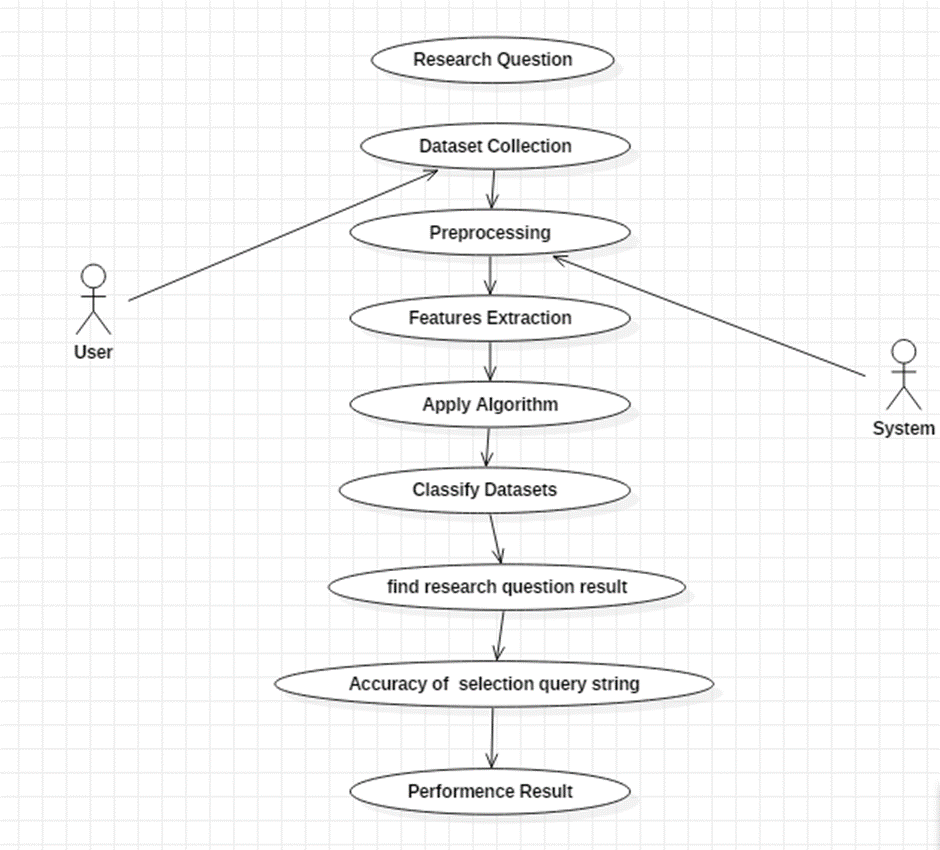 Research Question
Dataset Collection
Preprocessing
Features Extraction
User
Apply Algorithm
System
Classify Datasets
find research question result
Accuracy of  selection query string
Performence Result